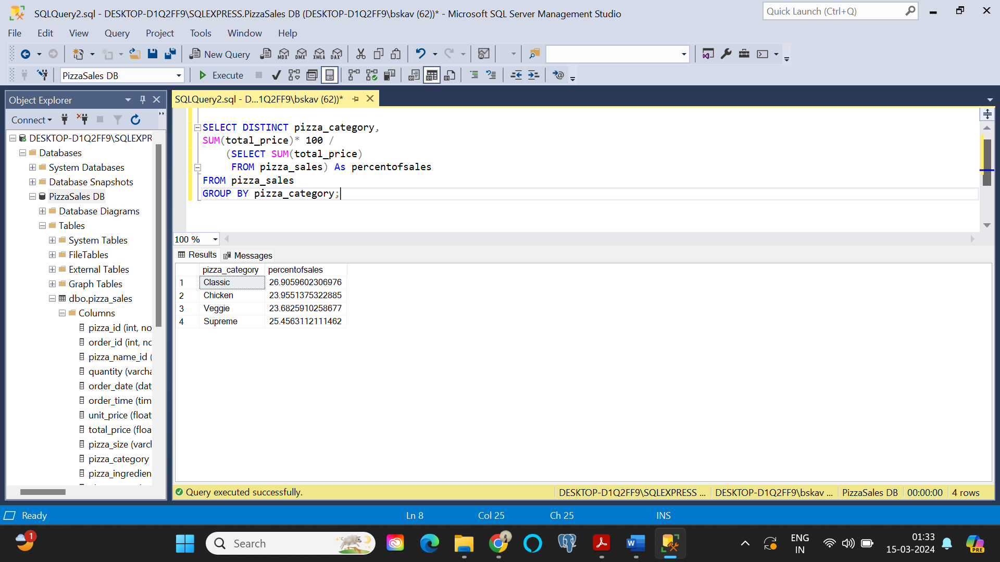 SQLQuery2.sql - DESKTOP-D1Q2FF9\SQLEXPRESS.PizzaSales DB (DESKTOP-D1Q2FF9\bskav (62))* - Microsoft SQL Server Management Studio
Quick Launch (Ctrl+Q)
File Edit View Query Project Tools Window Help
New Query MDX DMX XMLA DAX
PizzaSales DB Execute
Object Explorer
Connect
DESKTOP-D1Q2FF9\SQLEXPR
Databases
System Databases
Database Snapshots
PizzaSales DB
Database Diagrams
Tables
System Tables
FileTables
External Tables
Graph Tables
dbo.pizza_sales
Columns
pizza_id (int, no
order_id (int, nc
pizza_name_id (
quantity (varcha
order_date (dat
order_time (tim
unit_price (float
total_price (floa
pizza_size (varcl
pizza_category
pizza_ingredien
SQLQuery2.sql - D...1Q2FF9\bskav (62))*
SELECT DISTINCT pizza_category,
SUM(total_price)* 100 /
(SELECT SUM(total_price)
FROM pizza_sales) As percentofsales
FROM pizza_sales
GROUP BY pizza_category;
100 %
Results Messages
pizza_category percentofsales
1 Classic 26.9059602306976
2 Chicken 23.9551375322885
3 Veggie 23.6825910258677
4 Supreme 25.4563112111462
Query executed successfully. DESKTOP-D1Q2FF9\SQLEXPRESS ... DESKTOP-D1Q2FF9\bskav ... PizzaSales DB 00:00:00 4 rows
Ready Ln 8 Col 25 Ch 25 INS
1
Search
W
ENG
IN
01:33
15-03-2024
PRE